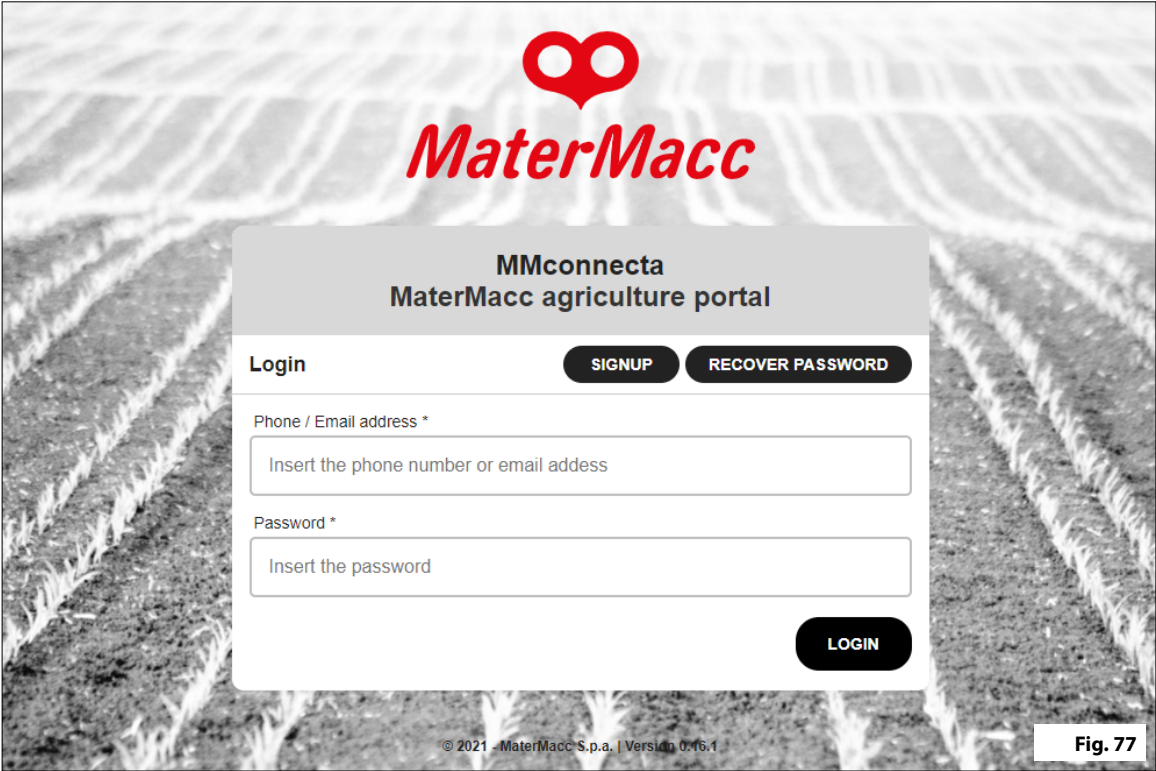 MaterMacc
MMconnecta
MaterMacc agriculture portal
Login
SIGNUP
RECOVER PASSWORD
Phone / Email address *
Insert the phone number or email addess
Password *
Insert the password
LOGIN
© 2021 - MaterMacc S.p.a. | Version 0.16.1
Fig. 77